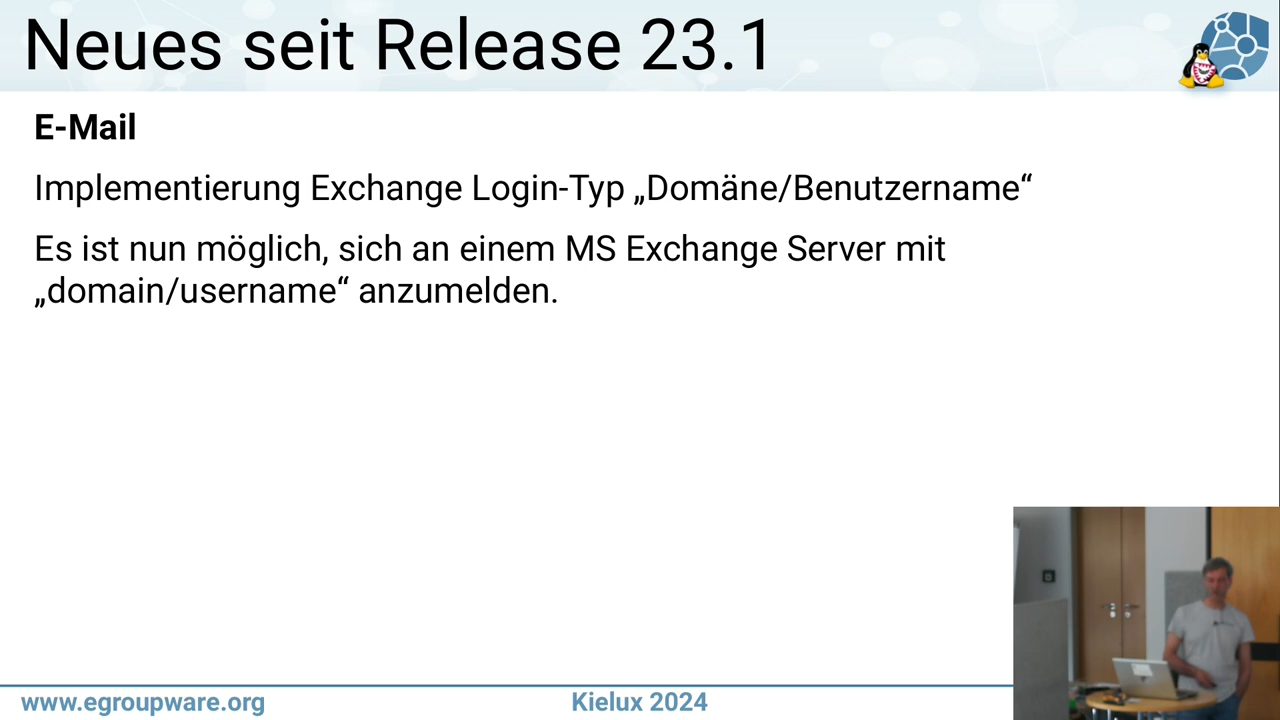 Neues seit Release 23.1
E-Mail
Implementierung Exchange Login-Typ „Domäne/Benutzername“
Es ist nun möglich, sich an einem MS Exchange Server mit
„domain/username“ anzumelden.
www.egroupware.org
Kielux 2024